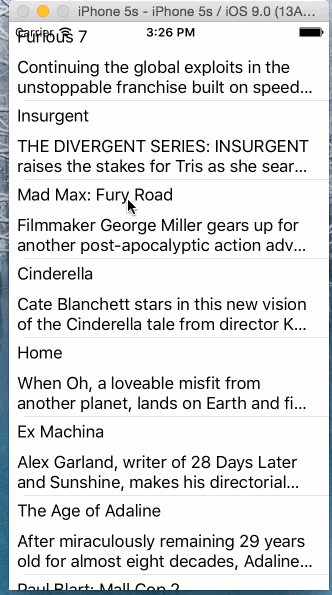 iPhone 5s - iPhone 5s / iOS 9.0 (13A...
Carrier 3:26 PM
Furious 7
Continuing the global exploits in the
unstoppable franchise built on speed...
Insurgent
THE DIVERGENT SERIES: INSURGENT
raises the stakes for Tris as she sear...
Mad Max: Fury Road
Filmmaker George Miller gears up for
another post-apocalyptic action adv...
Cinderella
Cate Blanchett stars in this new vision
of the Cinderella tale from director K...
Home
When Oh, a loveable misfit from
another planet, lands on Earth and fi...
Ex Machina
Alex Garland, writer of 28 Days Later
and Sunshine, makes his directorial...
The Age of Adaline
After miraculously remaining 29 years
old for almost eight decades, Adaline...
Paul Blart: Mall Cop 2